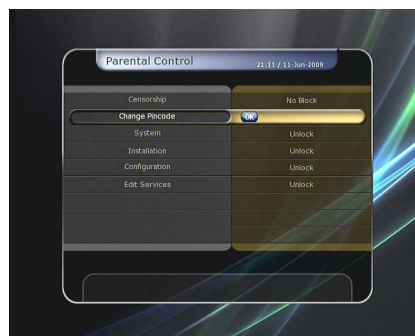 Parental Control 21:11 / 11-Jun-2009
Censorship No Block
Change Pincode OK
System Unlock
Installation Unlock
Configuration Unlock
Edit Services Unlock